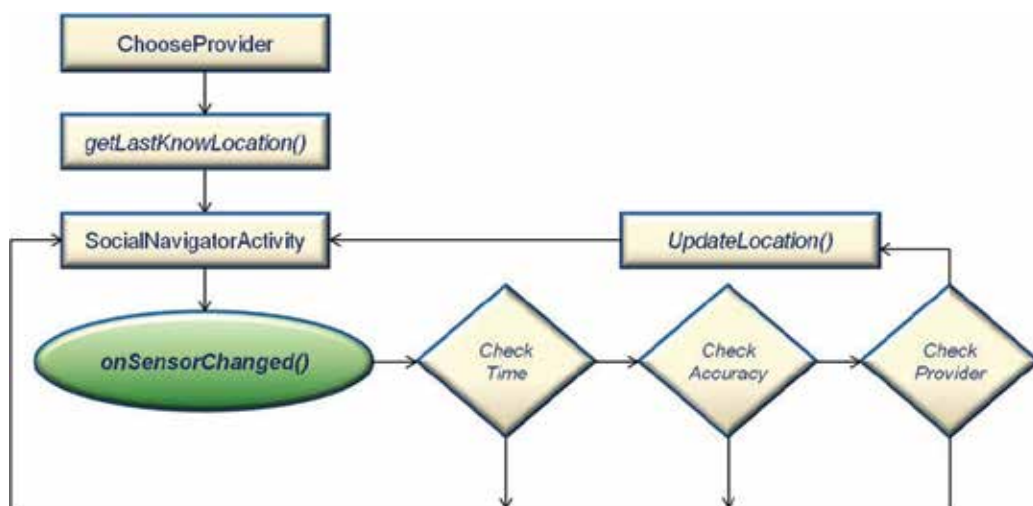 ChooseProvider
getLastKnowLocation()
SocialNavigatorActivity
UpdateLocation()
onSensorChanged()
Check
Time
Check
Accuracy
Check
Provider